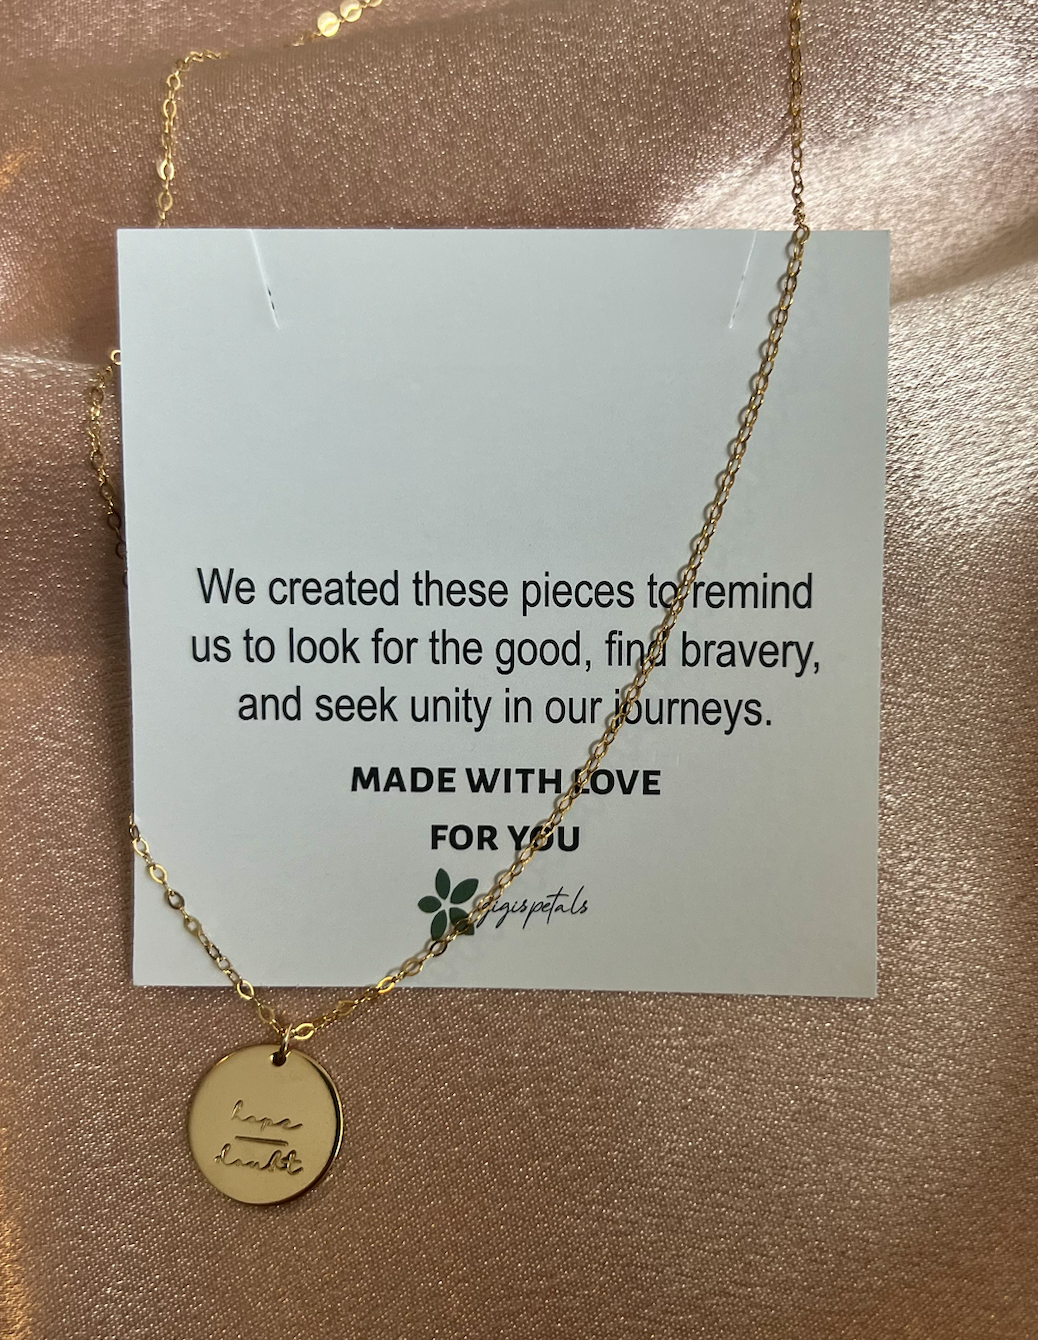 We created these pieces to remind
us to look for the good, find bravery,
and seek unity in our journeys.
MADE WITH LOVE
FOR YOU
gigispetals
hope
doubt